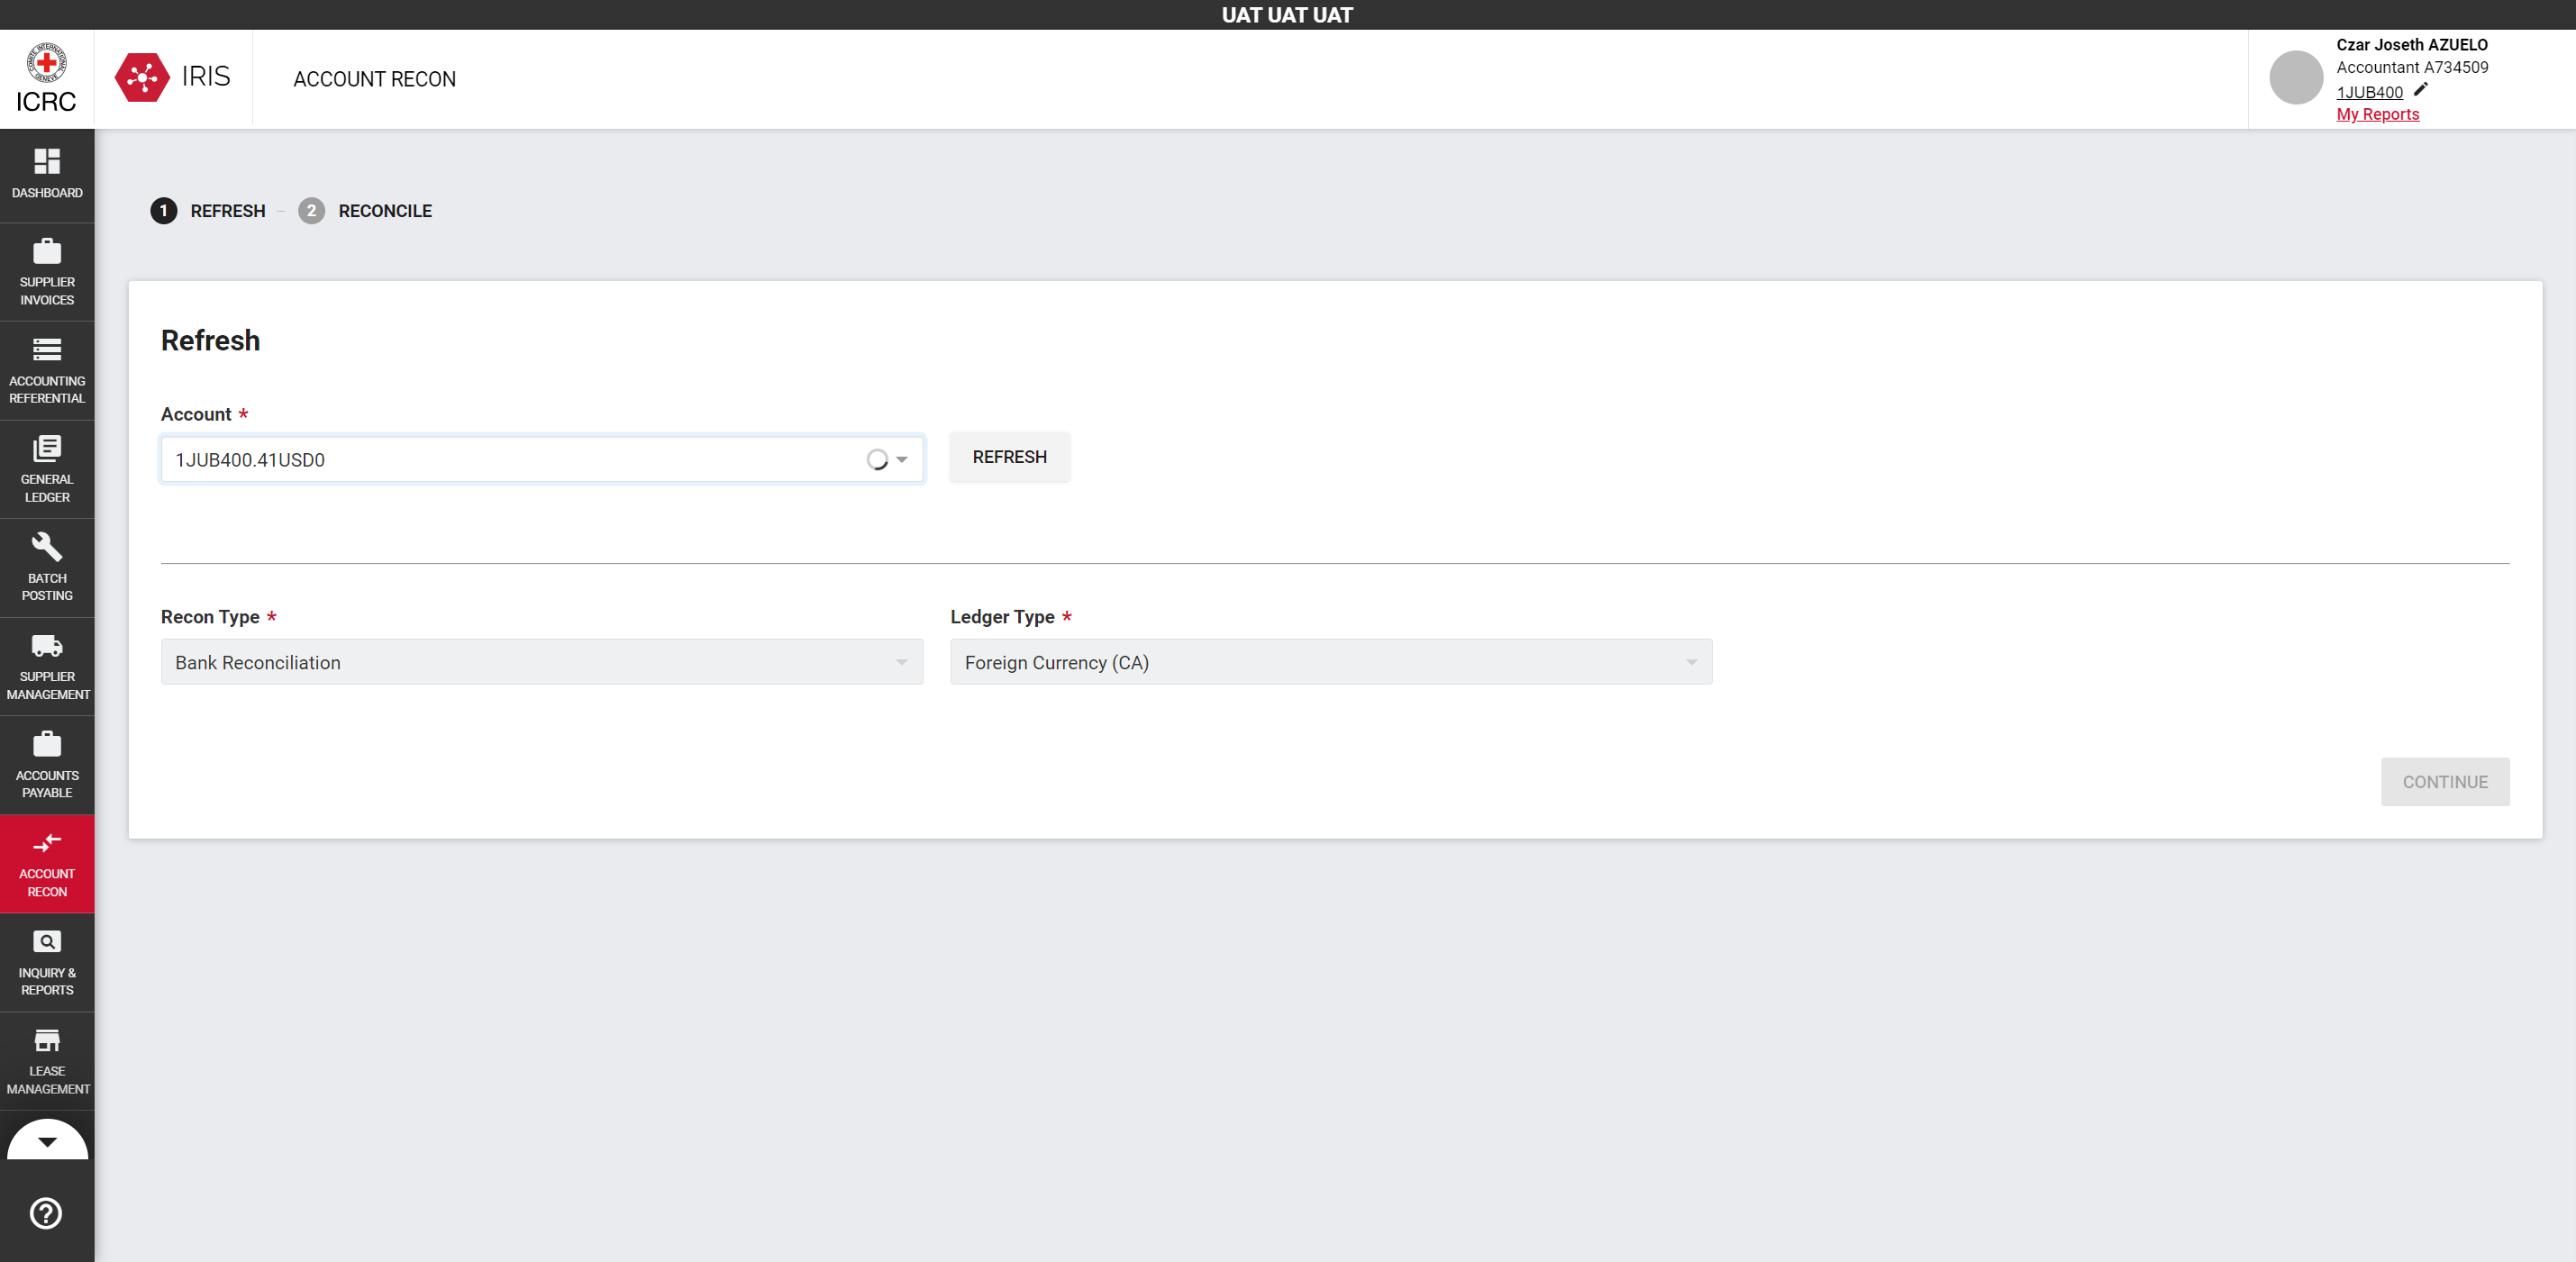 UAT UAT UAT
ICRC
IRIS
ACCOUNT RECON
Czar Joseth AZUELO
Accountant A734509
1JUB400
My Reports
DASHBOARD
SUPPLIER
INVOICES
ACCOUNTING
REFERENTIAL
GENERAL
LEDGER
BATCH
POSTING
SUPPLIER
MANAGEMENT
ACCOUNTS
PAYABLE
ACCOUNT
RECON
INQUIRY &
REPORTS
LEASE
MANAGEMENT
1 REFRESH – 2 RECONCILE
Refresh
Account *
1JUB400.41USD0
REFRESH
Recon Type *
Ledger Type *
Bank Reconciliation
Foreign Currency (CA)
CONTINUE